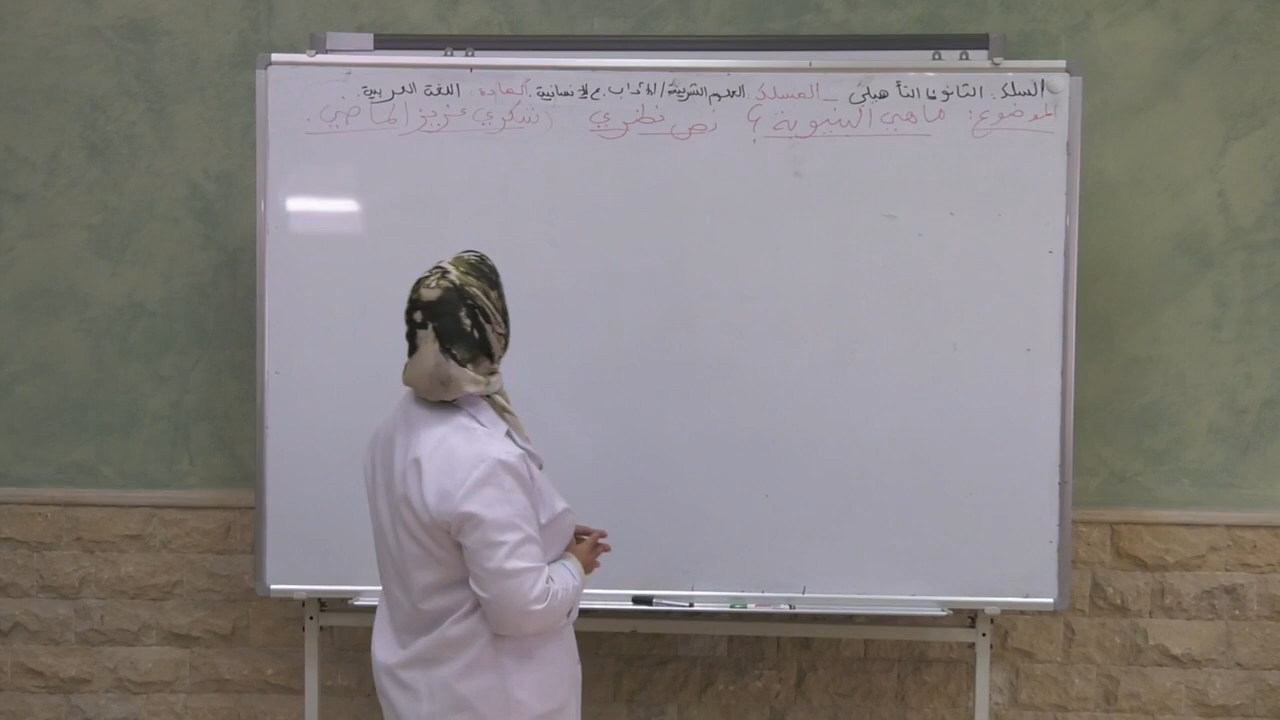 السلك: الثانوي التأهيلي _ المسلك: العلوم الشرعية / الآداب ع الإنسانية المادة: اللغة العربية.
الموضوع: ماهي البنيوية؟ نص نظري (شكري عزيز الماضي.